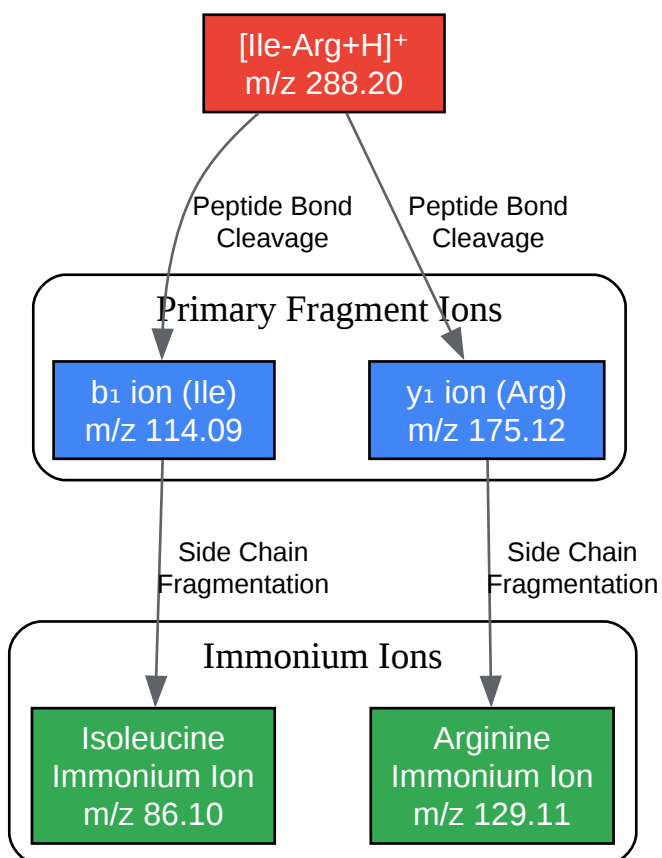 [Ile-Arg+H]⁺
m/z 288.20
Peptide Bond
Cleavage
Peptide Bond
Cleavage
Primary Fragment Ions
b₁ ion (Ile)
m/z 114.09
y₁ ion (Arg)
m/z 175.12
Side Chain
Fragmentation
Side Chain
Fragmentation
Immonium Ions
Isoleucine
Immonium Ion
m/z 86.10
Arginine
Immonium Ion
m/z 129.11